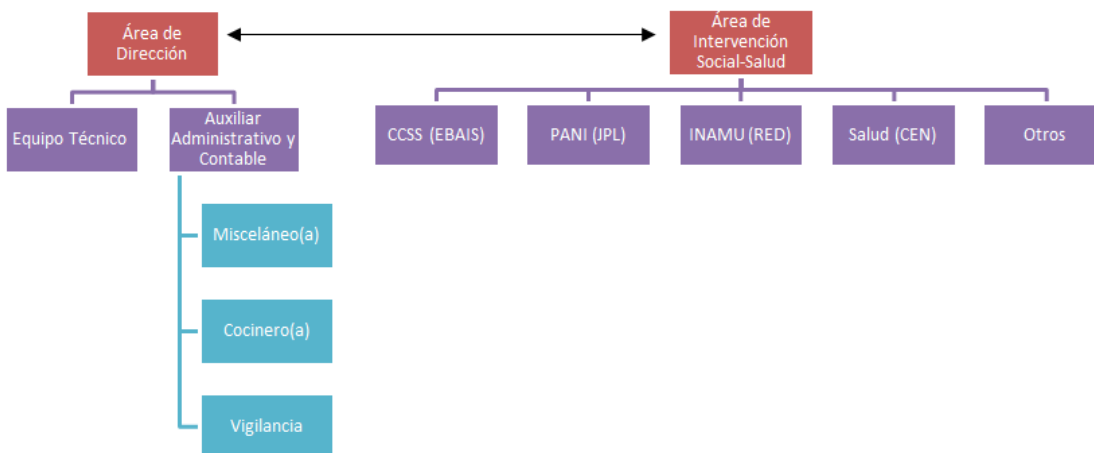 Área de
Dirección
Área de
Intervención
Social-Salud
Equipo Técnico
Auxiliar
Administrativo y
Contable
CCSS (EBAIS)
PANI (JPL)
INAMU (RED)
Salud (CEN)
Otros
Misceláneo(a)
Cocinero(a)
Vigilancia